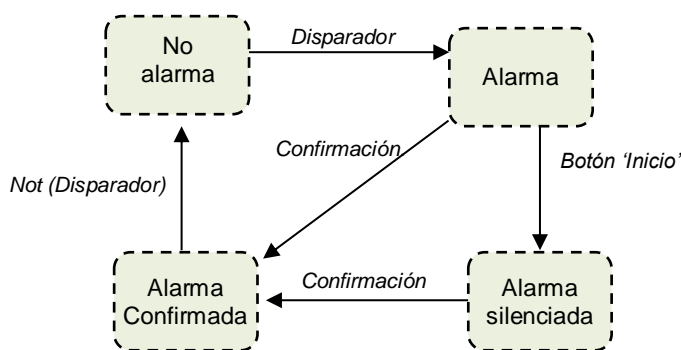 No
alarma
Disparador
Alarma
Confirmación
Botón 'Inicio'
Not (Disparador)
Alarma
Confirmada
Confirmación
Alarma
silenciada